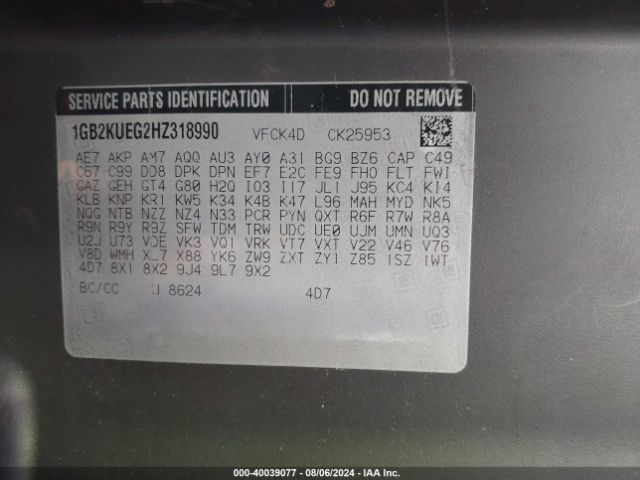 SERVICE PARTS IDENTIFICATION DO NOT REMOVE
1GB2KUEG2HZ318990 VFCK4D CK25953
AE7 AKP AM7 AQQ AU3 AY0 A31 BG9 BZ6 CAP C49
C67 C99 DD8 DPK DPN EF7 E2C FE9 FHO FLT FWI
GAZ GEH GT4 G80 H2Q IO3 I17 JL1 J95 KC4 KI4
KLB KNP KR1 KW5 K34 K4B K47 L96 MAH MYD NK5
NQG NTB NZZ NZ4 N33 PCR PYN QXT R6F R7W R8A
R9N R9Y R9Z SFW TDM TRW UDC UE0 UJM UMN UQ3
U2J U73 VDE VK3 VQ1 VRK VT7 VXT V22 V46 V76
V8D WMH XL7 X88 YK6 ZW9 ZXT ZY1 Z85 1SZ 1WT
4D7 8X1 8X2 9J4 9L7 9X2
BC/CC U 8624 4D7
000-40039077 - 08/06/2024 - IAA, Inc.